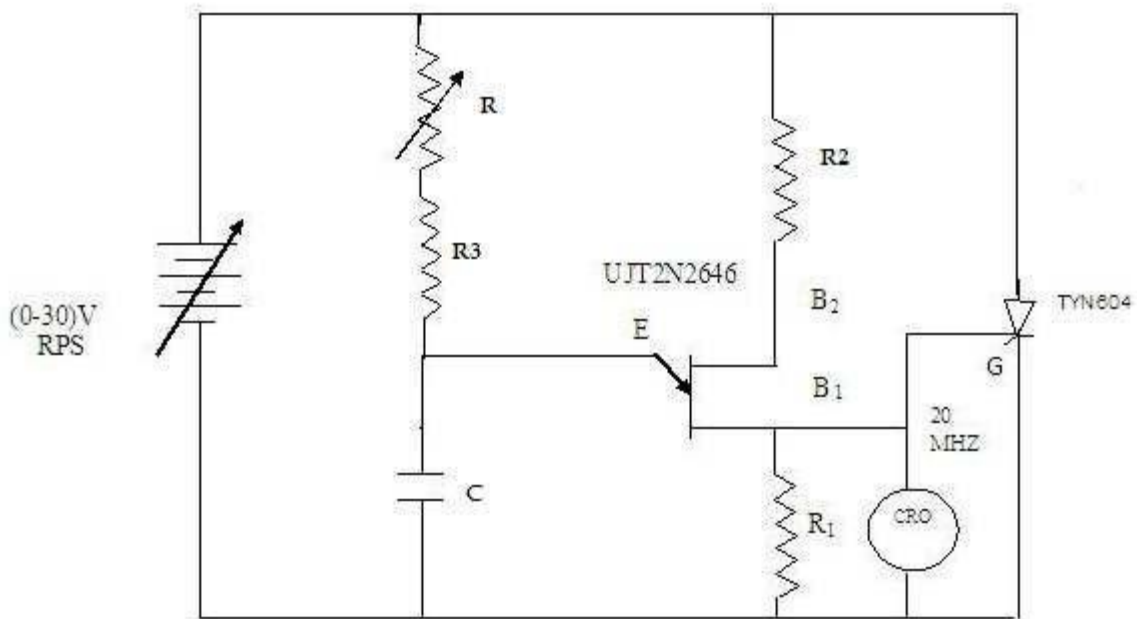 R
R2
R3
UJT2N2646
(0-30)V
RPS
B2
TYN604
E
G
B1
20
MHZ
C
R1
CRO